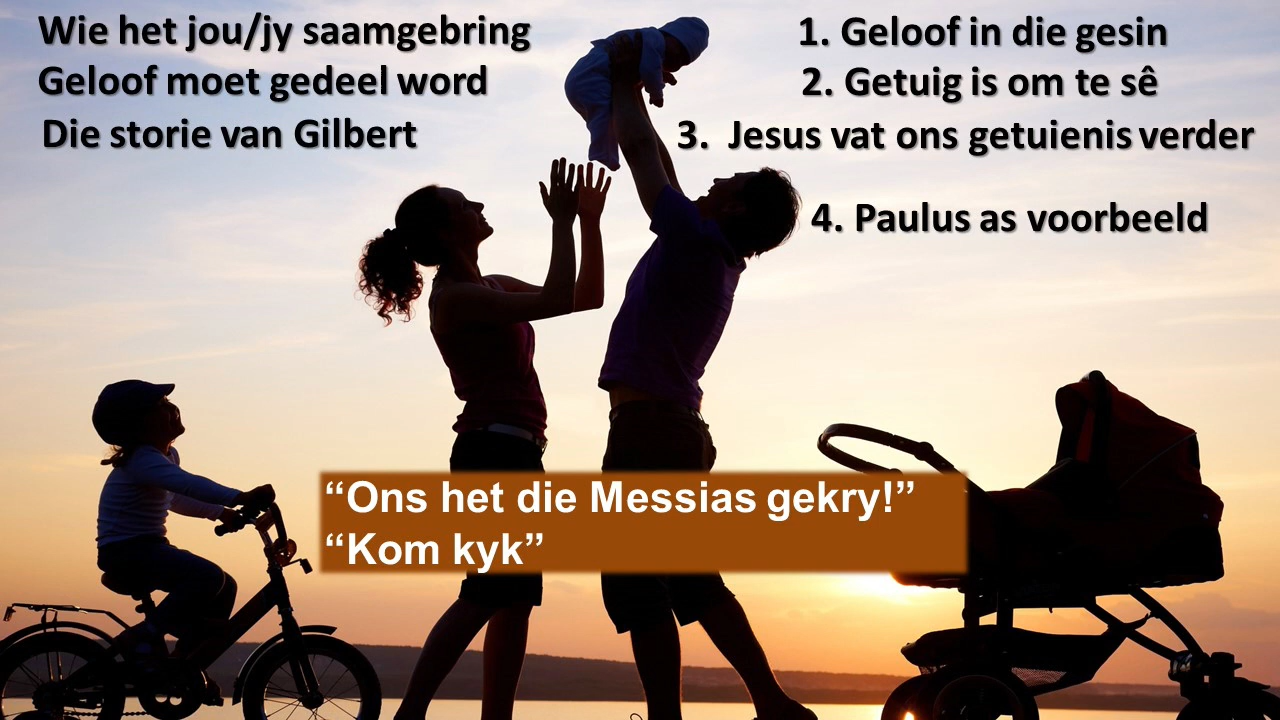 Wie het jou/jy saamgebring
Geloof moet gedeel word
Die storie van Gilbert
1. Geloof in die gesin
2. Getuig is om te sê
3. Jesus vat ons getuienis verder
4. Paulus as voorbeeld
“Ons het die Messias gekry!”
“Kom kyk”